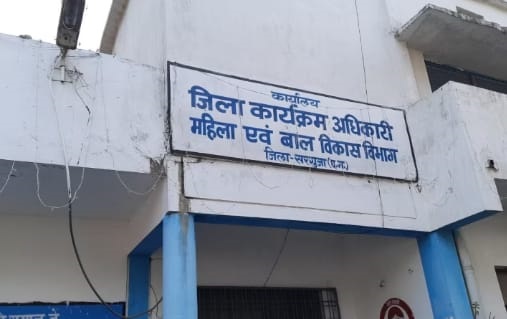 कार्यालय
जिला कार्यक्रम अधिकारी
महिला एवं बाल विकास विभाग
जिला-सरगुजा